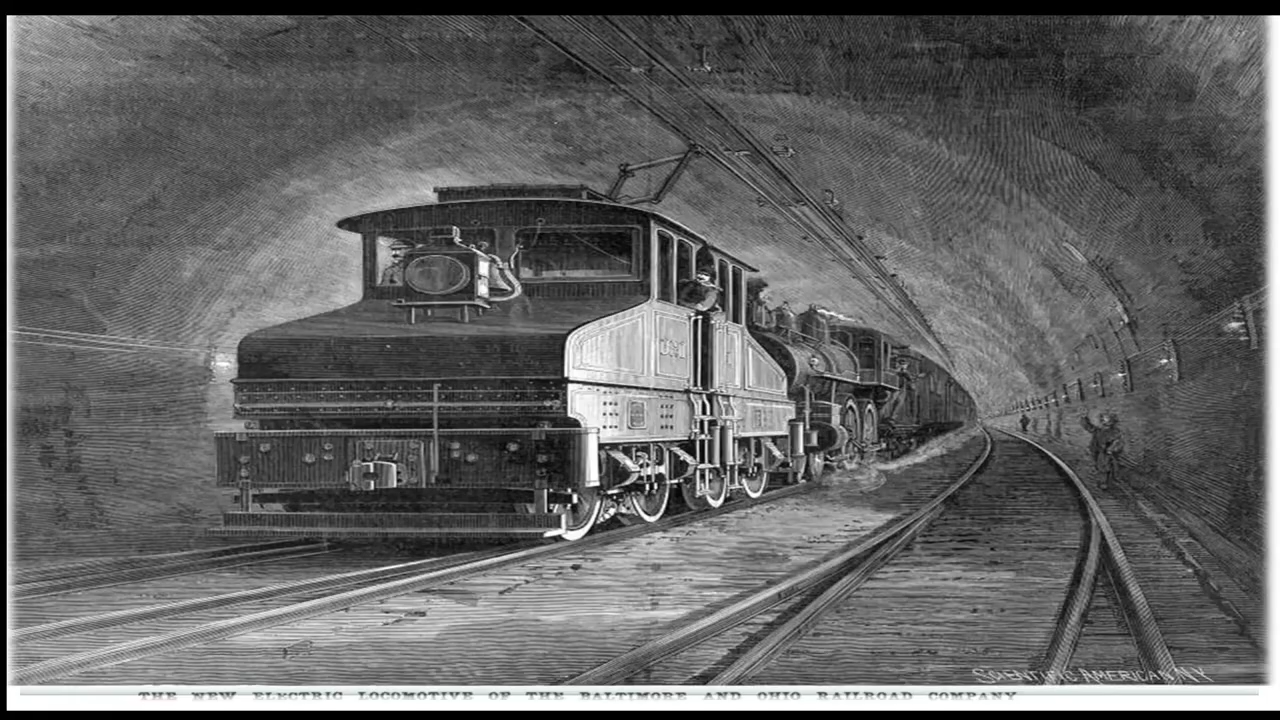 SCIENTIFIC AMERICAN. N.Y.
THE NEW ELECTRIC LOCOMOTIVE OF THE BALTIMORE AND OHIO RAILROAD COMPANY